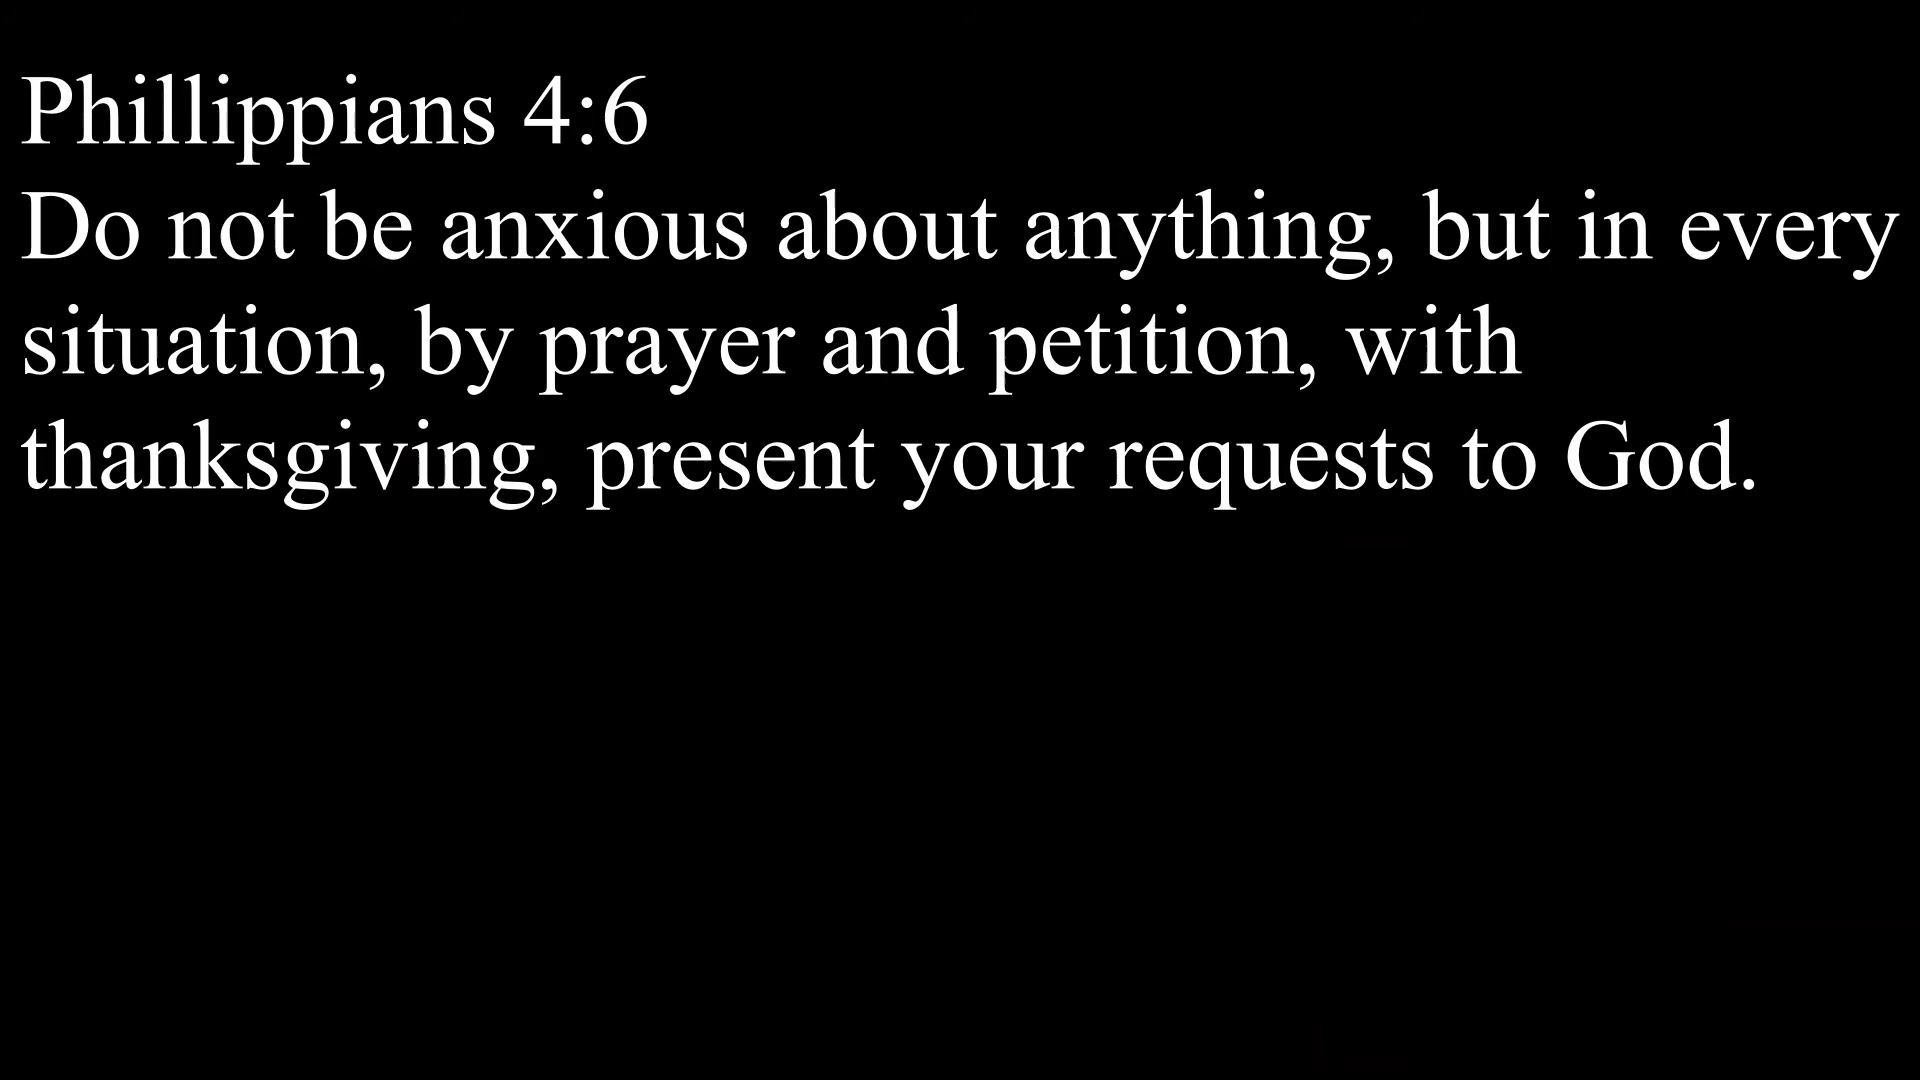 Phillippians 4:6
Do not be anxious about anything, but in every
situation, by prayer and petition, with
thanksgiving, present your requests to God.